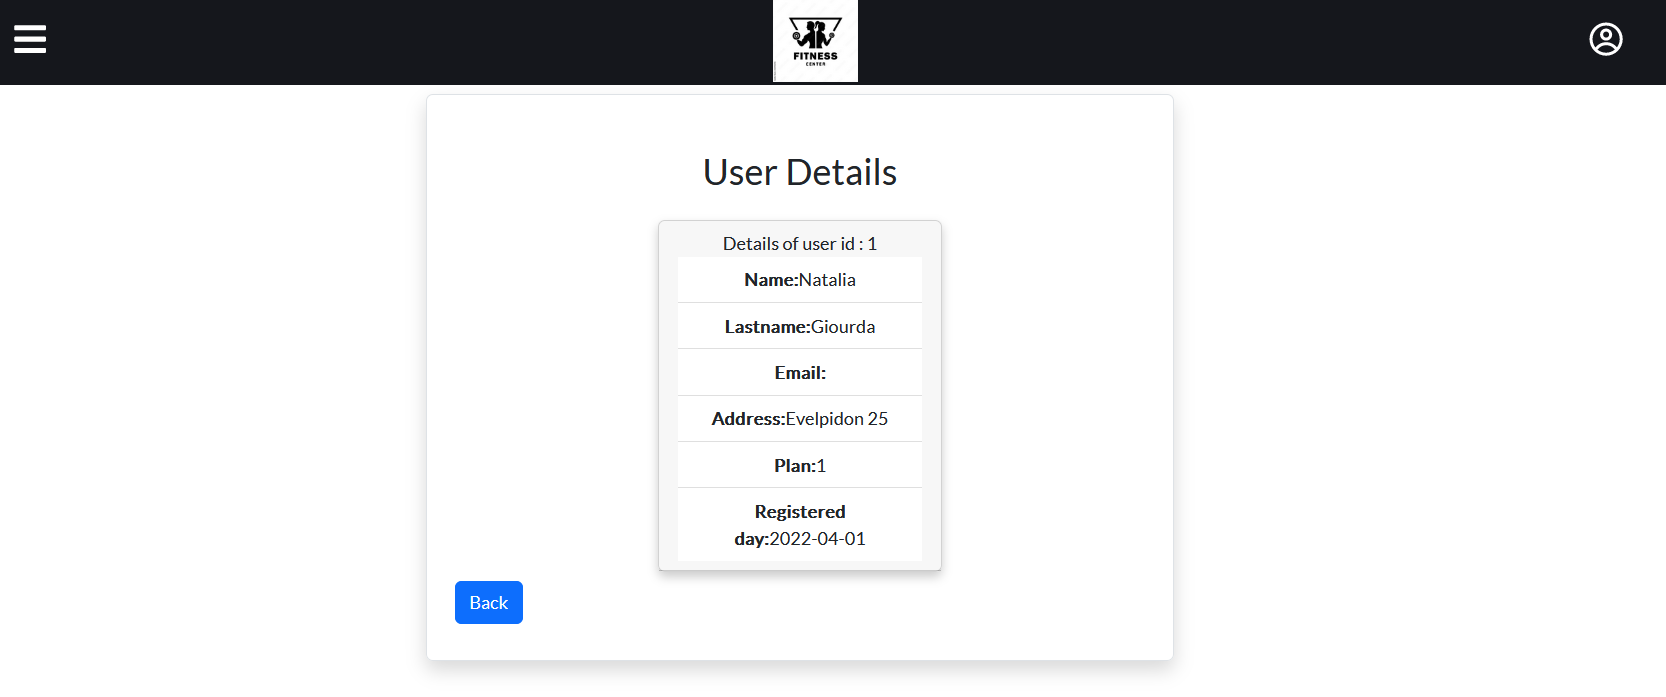 FITNESS
CENTER
User Details
Details of user id : 1
Name:Natalia
Lastname:Giourda
Email:
Address:Evelpidon 25
Plan:1
Registered
day:2022-04-01
Back